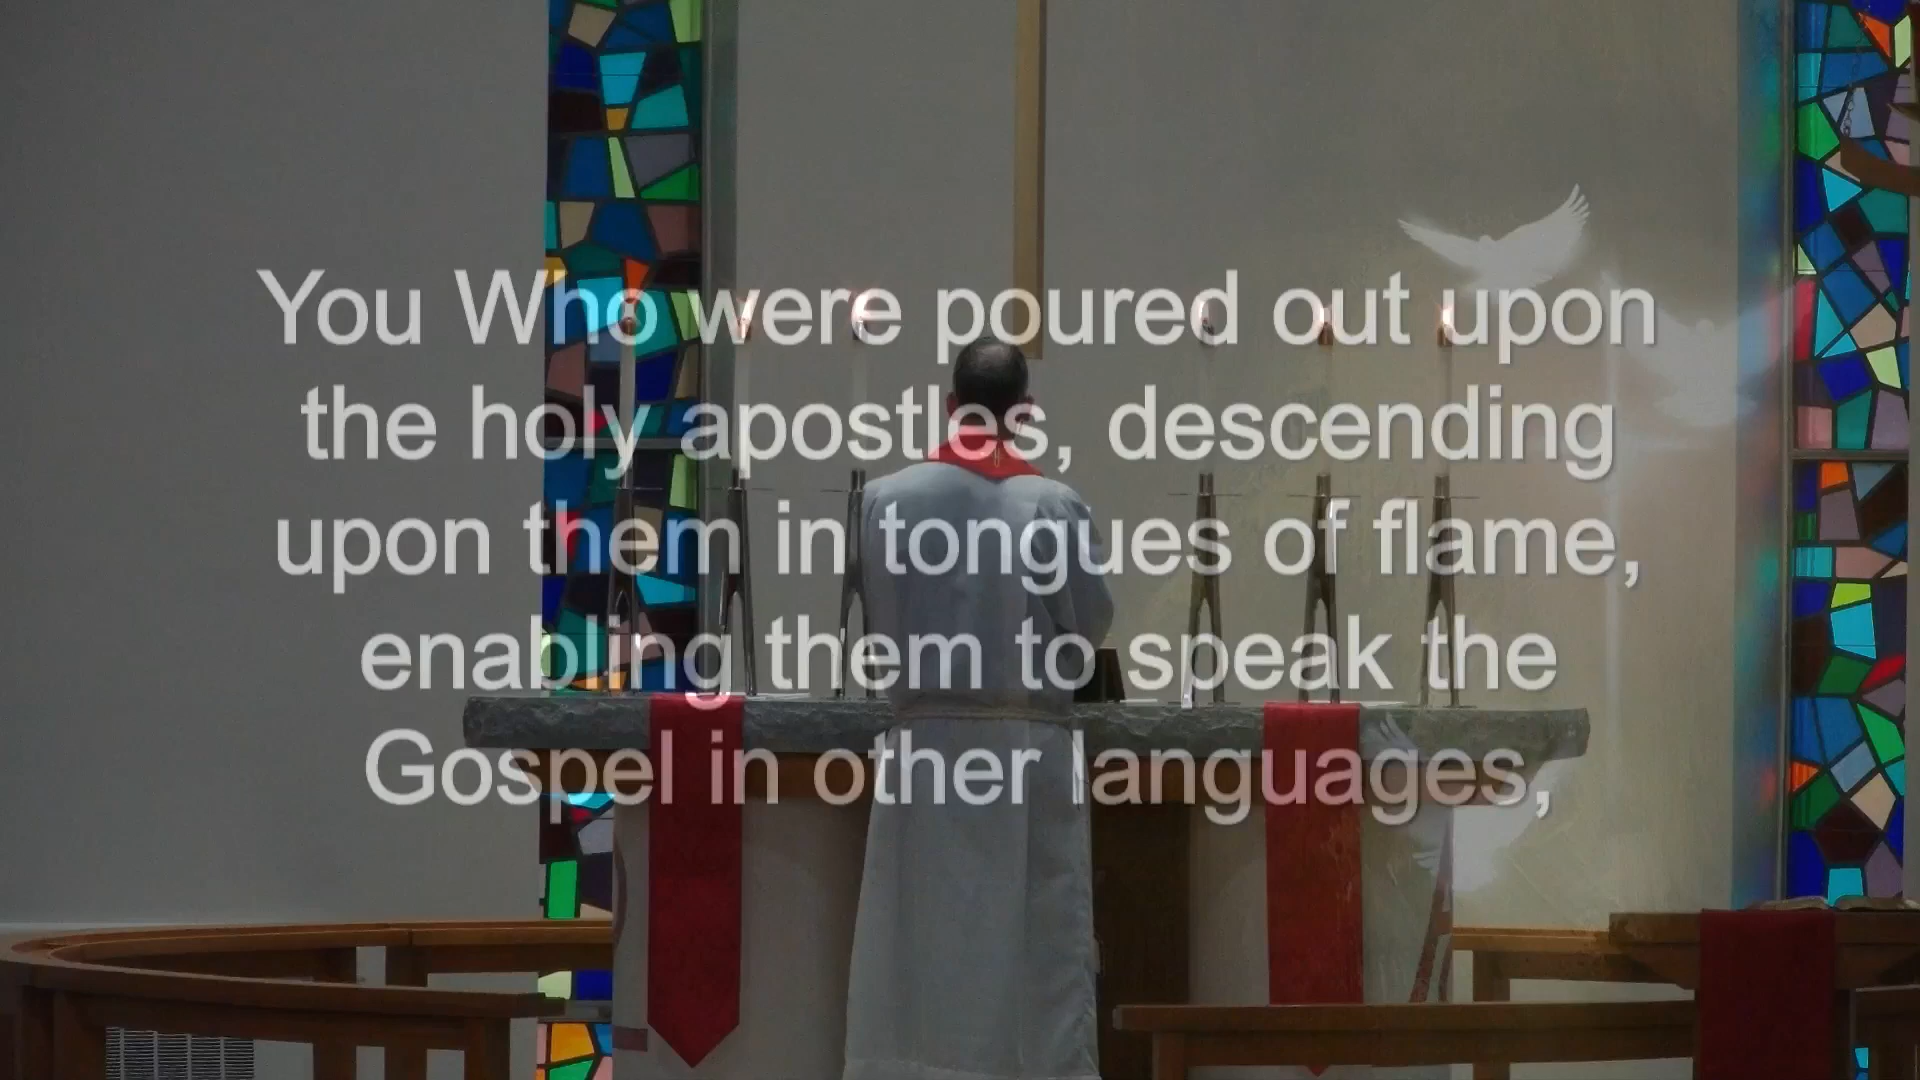 You Who were poured out upon
the holy apostles, descending
upon them in tongues of flame,
enabling them to speak the
Gospel in other languages,